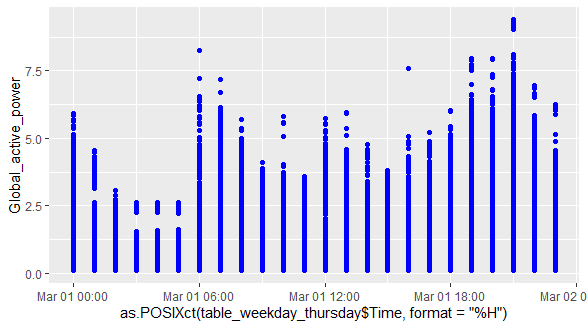 Global_active_power
7.5
5.0
2.5
0.0
Mar 01 00:00 Mar 01 06:00 Mar 01 12:00 Mar 01 18:00 Mar 02 0
as.POSIXct(table_weekday_thursday$Time, format = "%H")